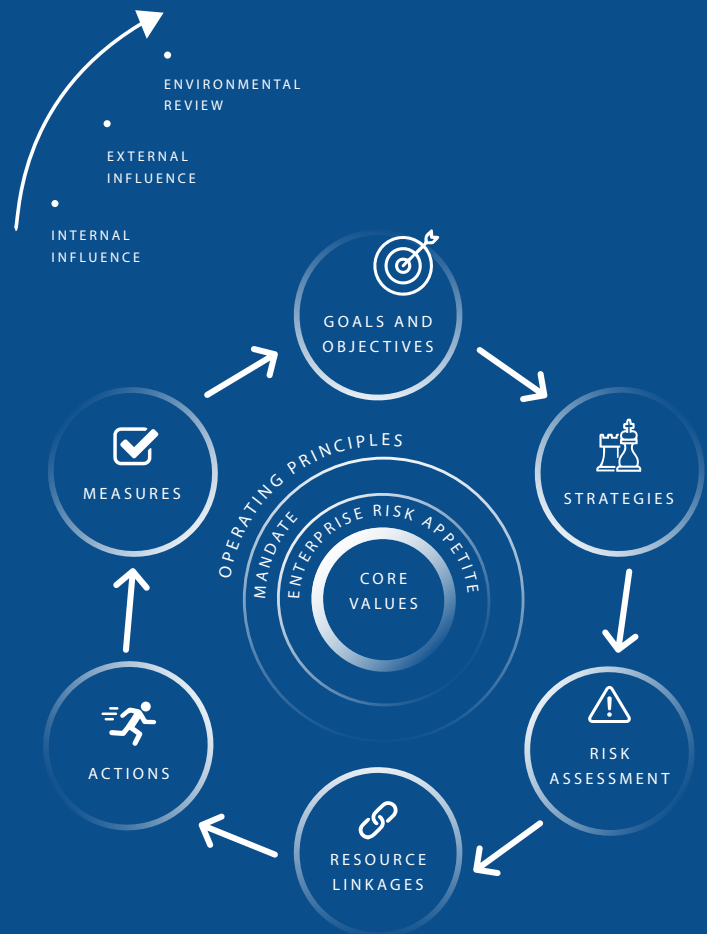 ENVIRONMENTAL
REVIEW
EXTERNAL
INFLUENCE
INTERNAL
INFLUENCE
GOALS AND
OBJECTIVES
STRATEGIES
RISK
ASSESSMENT
RESOURCE
LINKAGES
ACTIONS
MEASURES
OPERATING PRINCIPLES
MANDATE
ENTERPRISE RISK APPETITE
CORE
VALUES